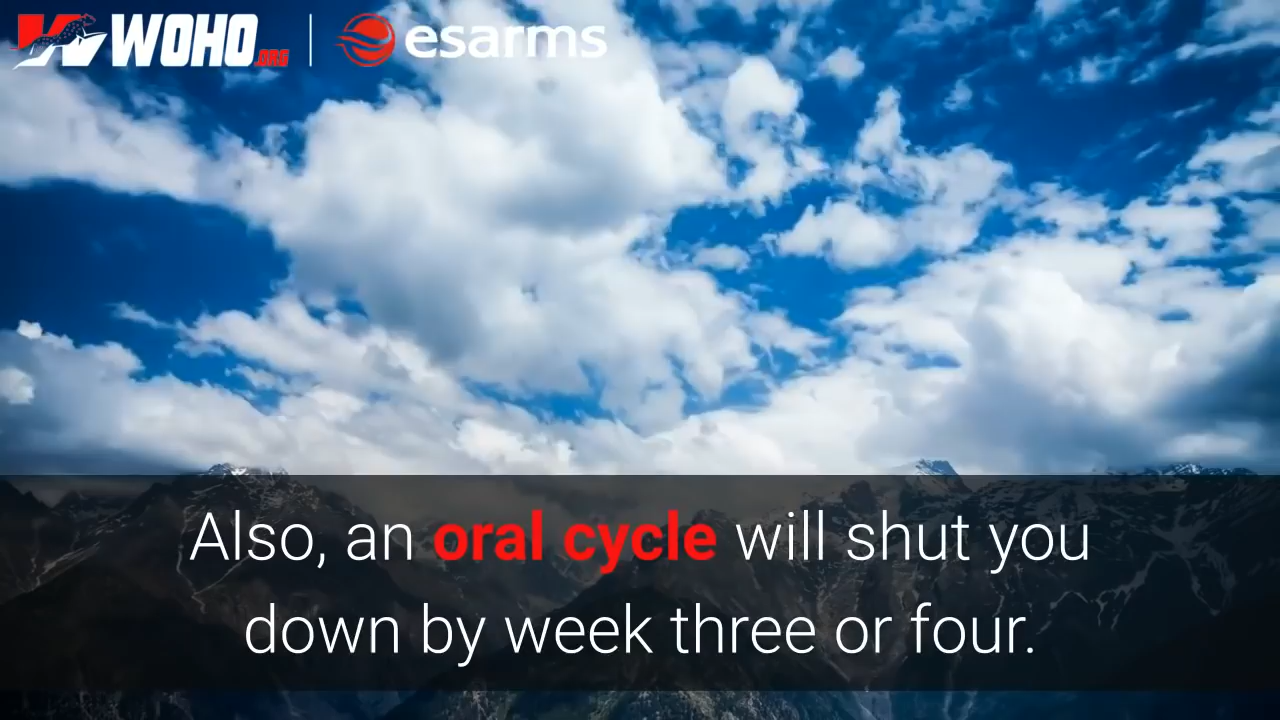 WOHO.ORG | esarms
Also, an oral cycle will shut you
down by week three or four.